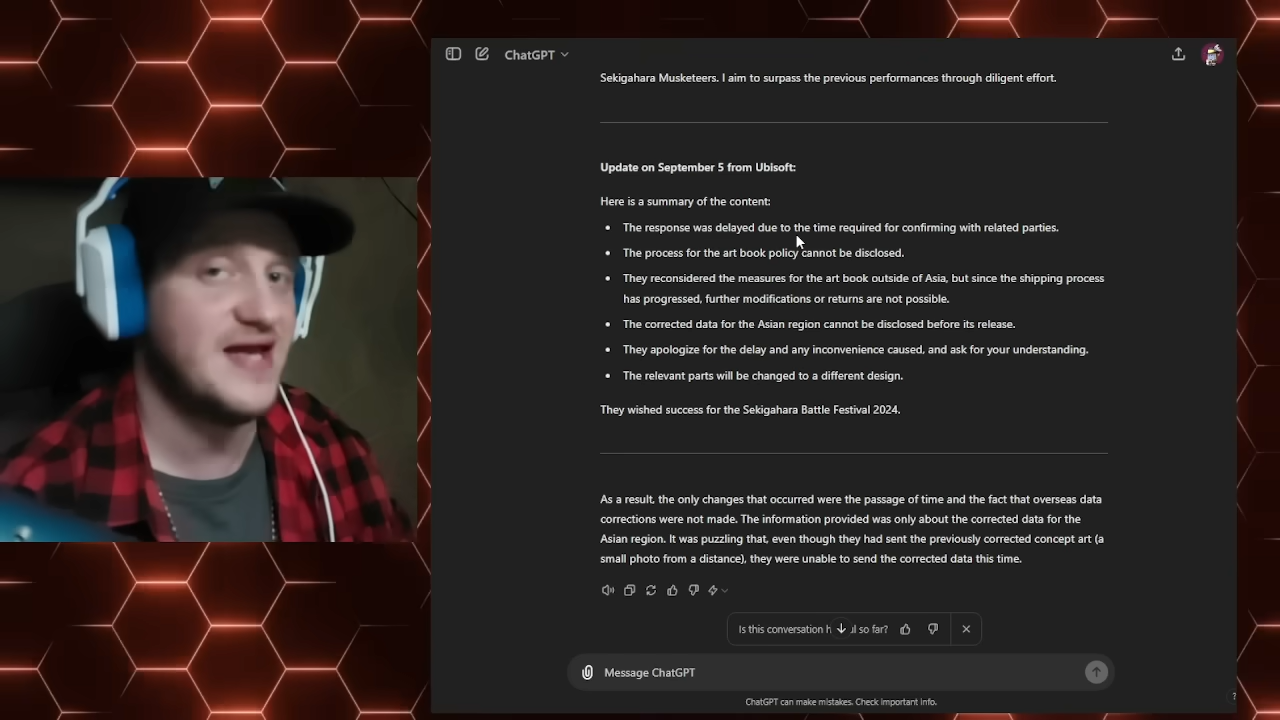 ChatGPT
Sekigahara Musketeers. I aim to surpass the previous performances through diligent effort.
Update on September 5 from Ubisoft:
Here is a summary of the content:
The response was delayed due to the time required for confirming with related parties.
The process for the art book policy cannot be disclosed.
They reconsidered the measures for the art book outside of Asia, but since the shipping process
has progressed, further modifications or returns are not possible.
The corrected data for the Asian region cannot be disclosed before its release.
They apologize for the delay and any inconvenience caused, and ask for your understanding.
The relevant parts will be changed to a different design.
They wished success for the Sekigahara Battle Festival 2024.
As a result, the only changes that occurred were the passage of time and the fact that overseas data
corrections were not made. The information provided was only about the corrected data for the
Asian region. It was puzzling that, even though they had sent the previously corrected concept art (a
small photo from a distance), they were unable to send the corrected data this time.
Is this conversation so far?
Message ChatGPT
ChatGPT can make mistakes. Check important info.
?